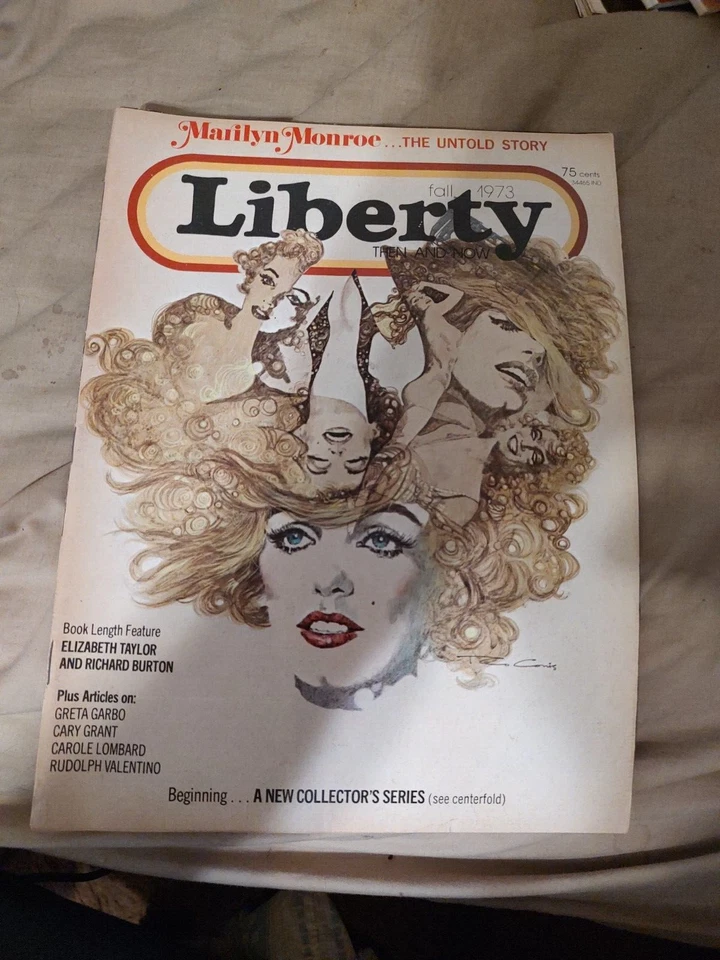 Marilyn Monroe...THE UNTOLD STORY
75 cents
fall 1973
Liberty
THEN AND NOW
Book Length Feature
ELIZABETH TAYLOR
AND RICHARD BURTON
Plus Articles on:
GRETA GARBO
CARY GRANT
CAROLE LOMBARD
RUDOLPH VALENTINO
Beginning...A NEW COLLECTOR'S SERIES (see centerfold)